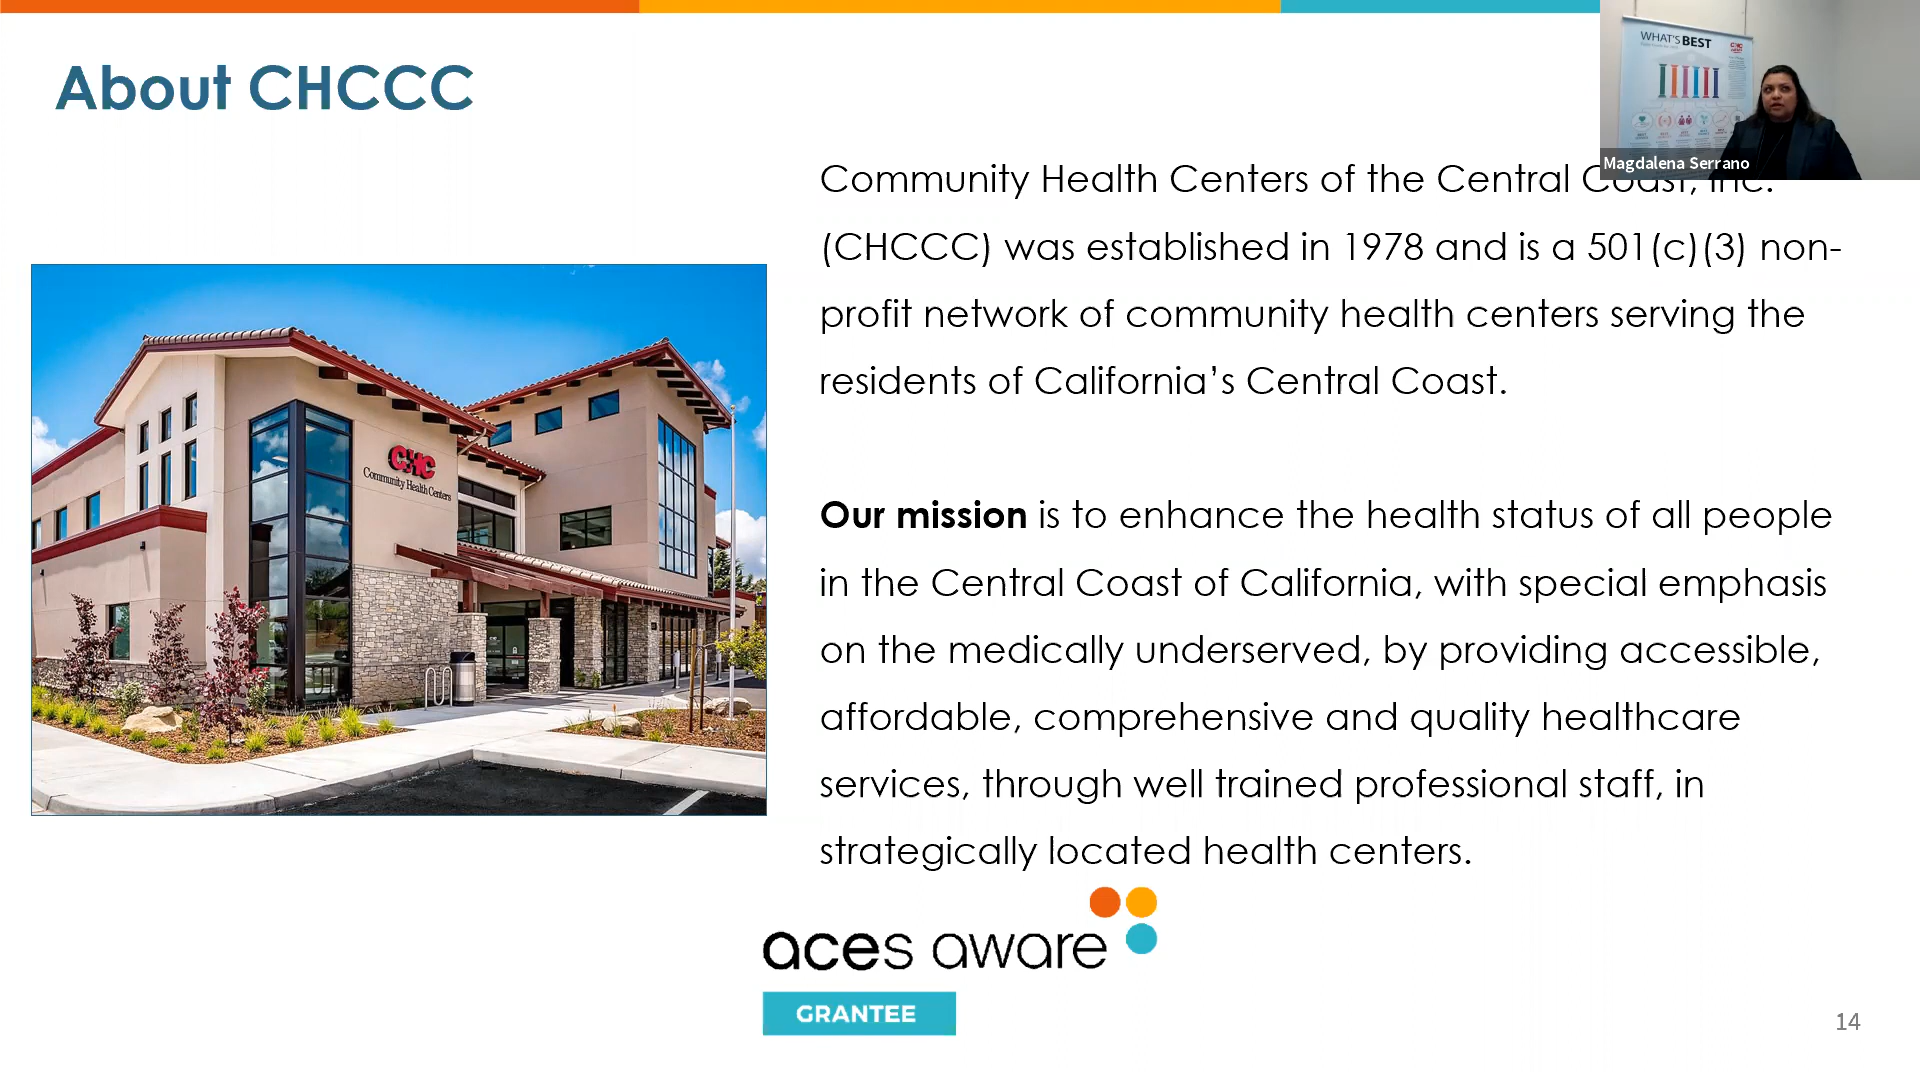 About CHCCC
WHAT'S BEST
Magdalena Serrano
Community Health Centers of the Central Coast, Inc.
(CHCCC) was established in 1978 and is a 501(c)(3) non-
profit network of community health centers serving the
residents of California’s Central Coast.
Our mission is to enhance the health status of all people
in the Central Coast of California, with special emphasis
on the medically underserved, by providing accessible,
affordable, comprehensive and quality healthcare
services, through well trained professional staff, in
strategically located health centers.
CHC
Community Health Centers
aces aware
GRANTEE
14